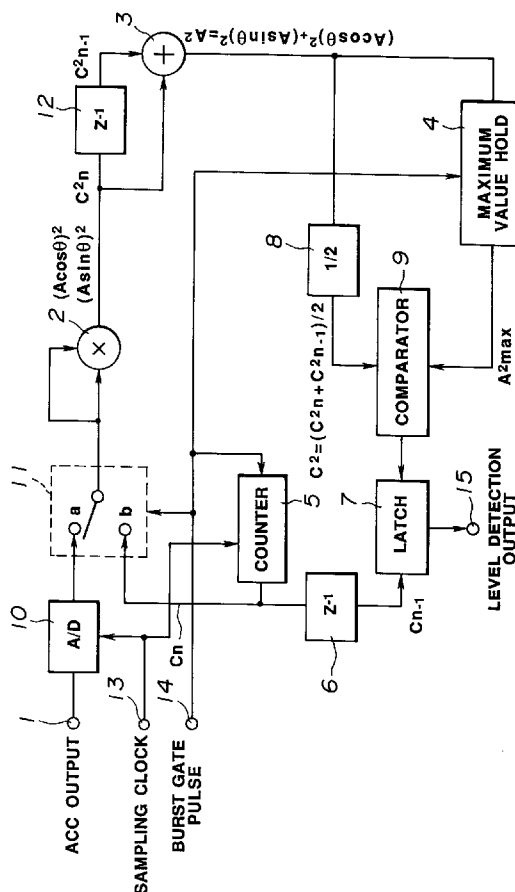 1
ACC OUTPUT
10
A/D
11
a
b
2
×
(Acosθ)²
(Asinθ)²
C²n
12
Z-1
C²n-1
3
+
(Acosθ)²+(Asinθ)²=A²
13
SAMPLING CLOCK
14
BURST GATE
PULSE
Cn
COUNTER
5
8
1/2
C²=(C²n+C²n-1)/2
4
MAXIMUM
VALUE HOLD
A²max
9
COMPARATOR
7
LATCH
Z-1
6
Cn-1
15
LEVEL DETECTION
OUTPUT